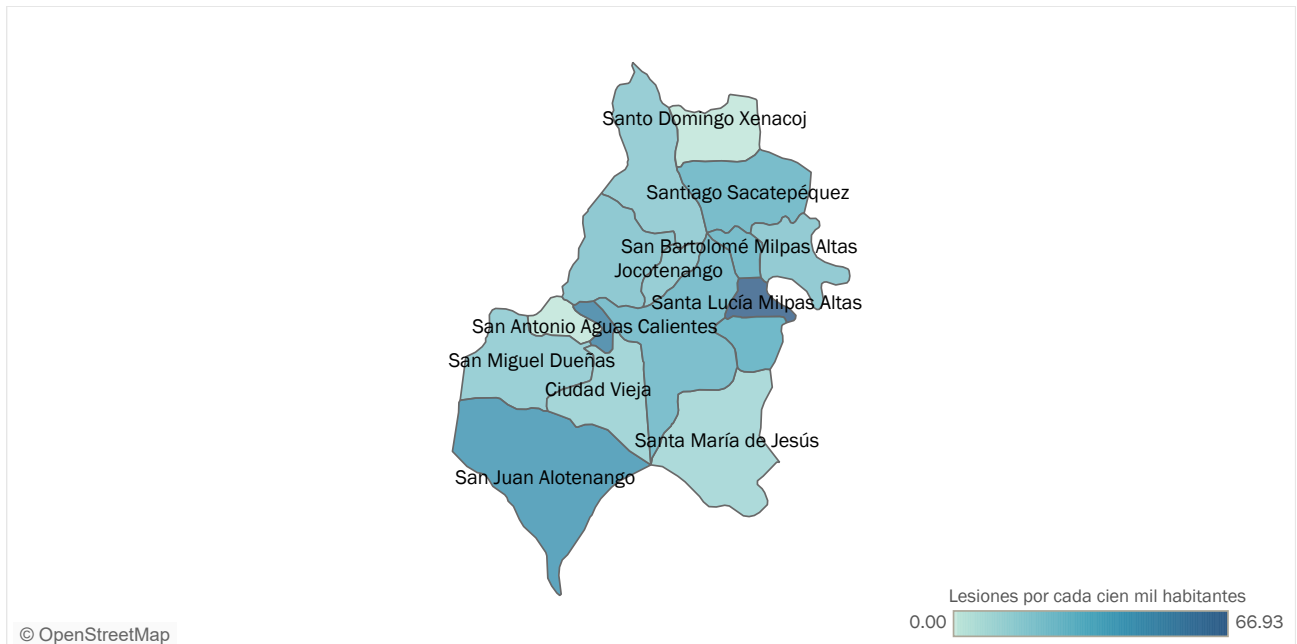 Santo Domingo Xenacoj
Santiago Sacatepéquez
San Bartolomé Milpas Altas
Jocotenango
Santa Lucía Milpas Altas
San Antonio Aguas Calientes
San Miguel Dueñas
Ciudad Vieja
Santa María de Jesús
San Juan Alotenango
Lesiones por cada cien mil habitantes
0.00 66.93
© OpenStreetMap